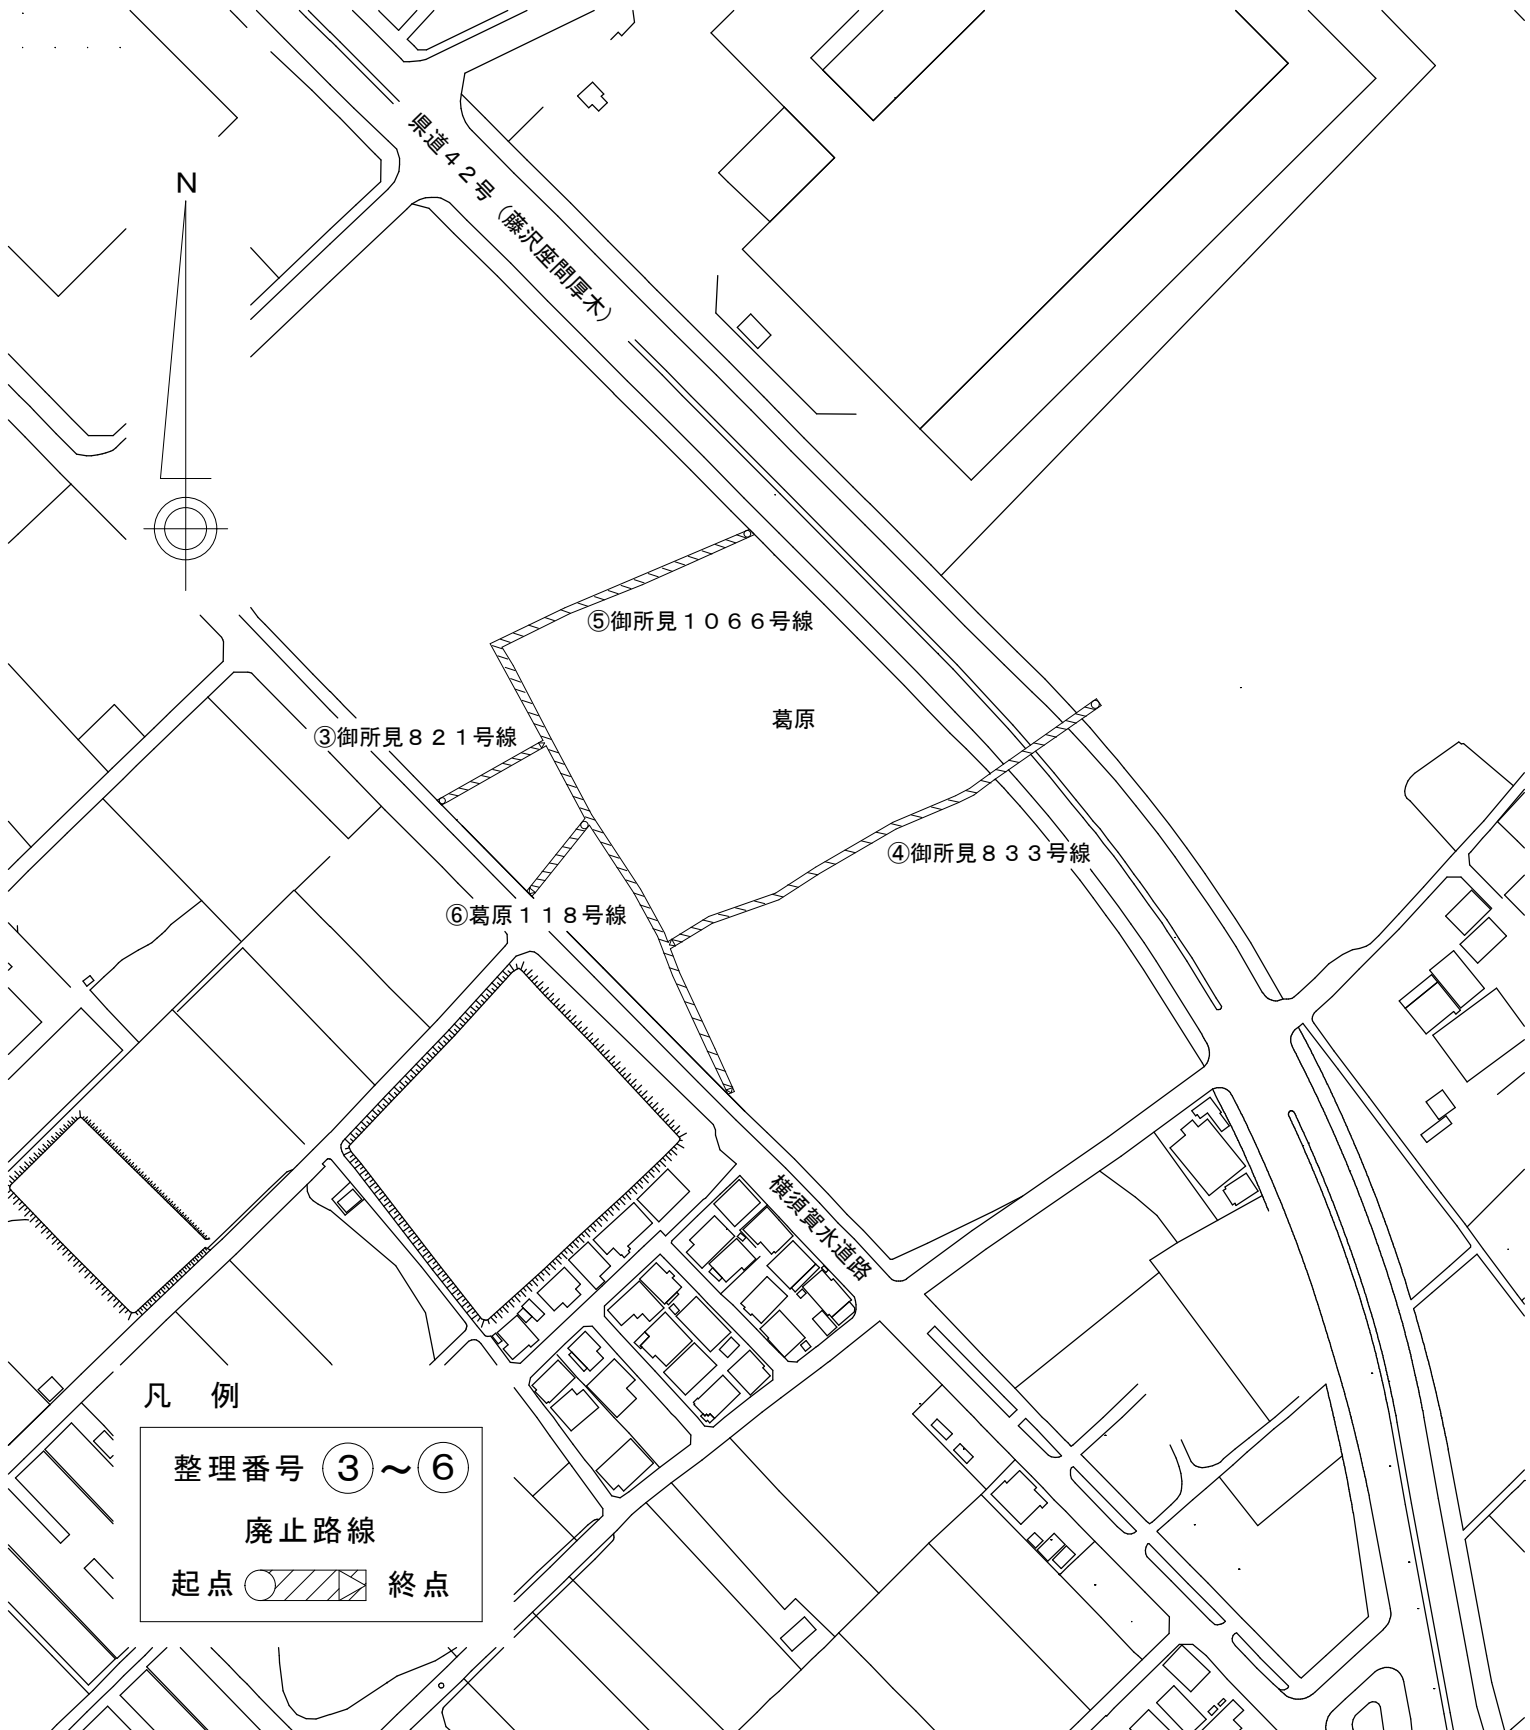 県道４２号（藤沢座間厚木）
N
⑤御所見１０６６号線
葛原
③御所見８２１号線
④御所見８３３号線
⑥葛原１１８号線
横須賀水道路
凡　例
整理番号 ③～⑥
廃止路線
起点 終点